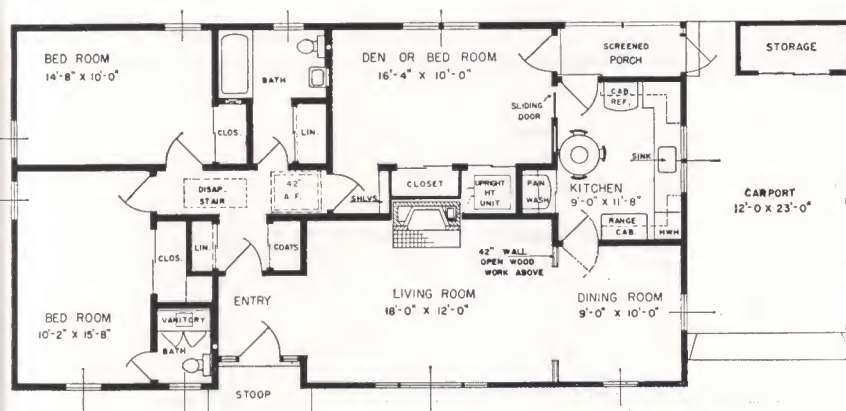 BED ROOM
14'-8" X 10'-0"
BATH
CLOS.
LIN.
DEN OR BED ROOM
16'-4" X 10'-0"
SLIDING
DOOR
SCREENED
PORCH
STORAGE
CAB.
REF.
SINK
KITCHEN
9'-0" X 11'-8"
RANGE
CAB.
HWH
PAN
WASH
CARPORT
12'-0 X 23'-0"
DISAP.
STAIR
42"
A.F.
SHLVS.
CLOSET
UPRIGHT
HT
UNIT
CLOS.
LIN.
COATS
42" WALL
OPEN WOOD
WORK ABOVE
BED ROOM
10'-2" X 15'-8"
VANITORY
BATH
ENTRY
LIVING ROOM
18'-0" X 12'-0"
DINING ROOM
9'-0" X 10'-0"
STOOP